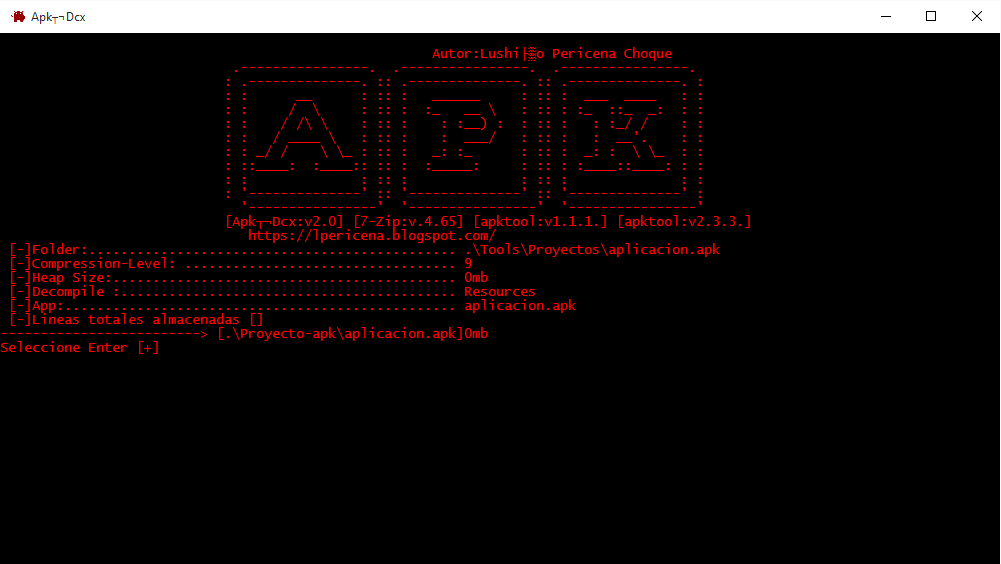 Apk┬¬Dcx
Autor:Lushi├▒o Pericena Choque
APK
[Apk┬¬Dcx:v2.0] [7-Zip:v.4.65] [apktool:v1.1.1.] [apktool:v2.3.3.]
https://lpericena.blogspot.com/
[-]Folder:.............................................. .\Tools\Proyectos\aplicacion.apk
[-]Compression-Level: .................................. 9
[-]Heap Size:........................................... 0mb
[-]Decompile :.......................................... Resources
[-]App:................................................. aplicacion.apk
[-]Lineas totales almacenadas []
-------------------------> [.\Proyecto-apk\aplicacion.apk]0mb
Seleccione Enter [+]